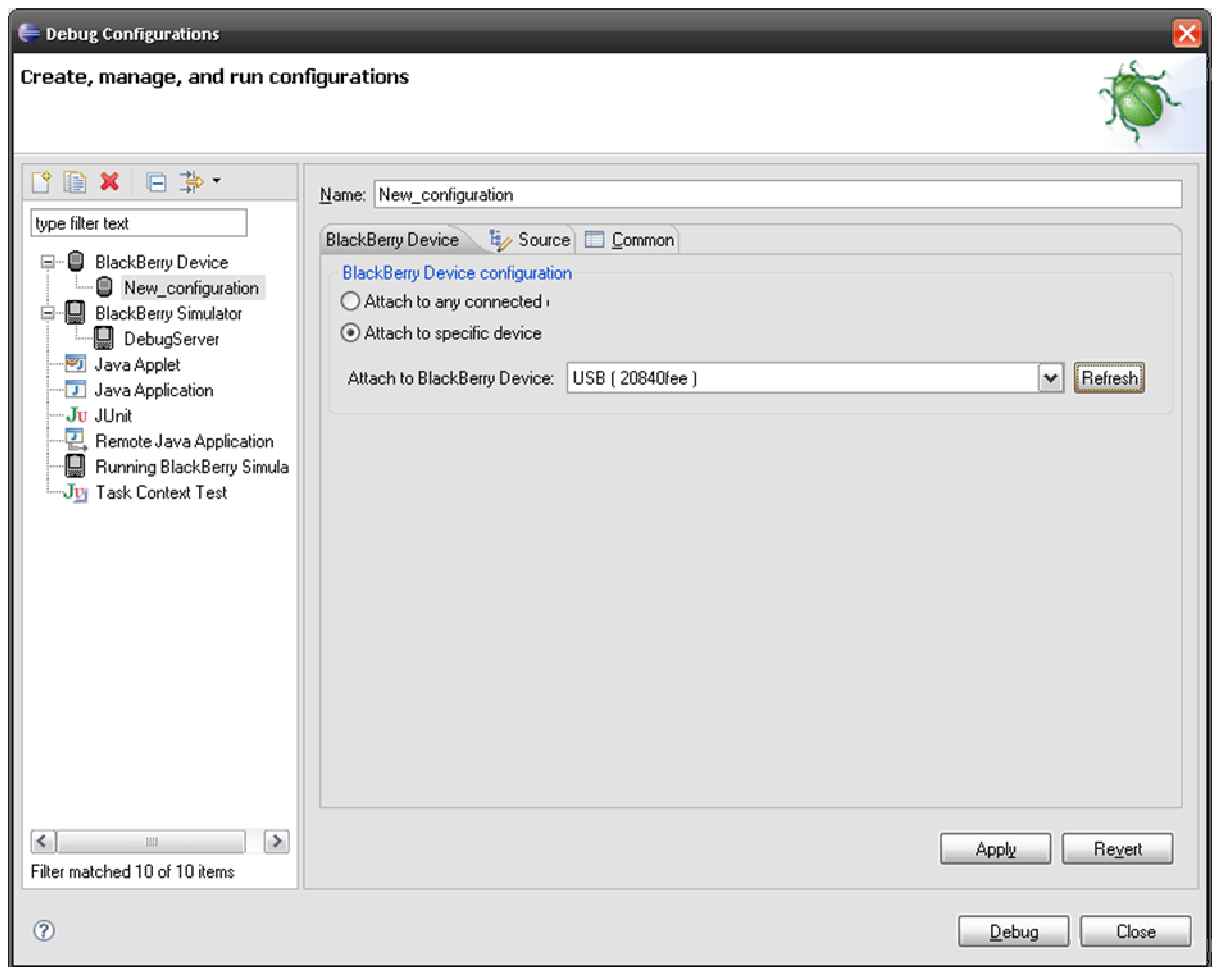 Debug Configurations
Create, manage, and run configurations
Name: New_configuration
type filter text
BlackBerry Device Source Common
BlackBerry Device configuration
BlackBerry Device
New_configuration
Attach to any connected
BlackBerry Simulator
Attach to specific device
DebugServer
Java Applet
Attach to BlackBerry Device: USB ( 20840fee ) Refresh
Java Application
JUnit
Remote Java Application
Running BlackBerry Simula
Task Context Test
Apply Revert
Filter matched 10 of 10 items
Debug Close